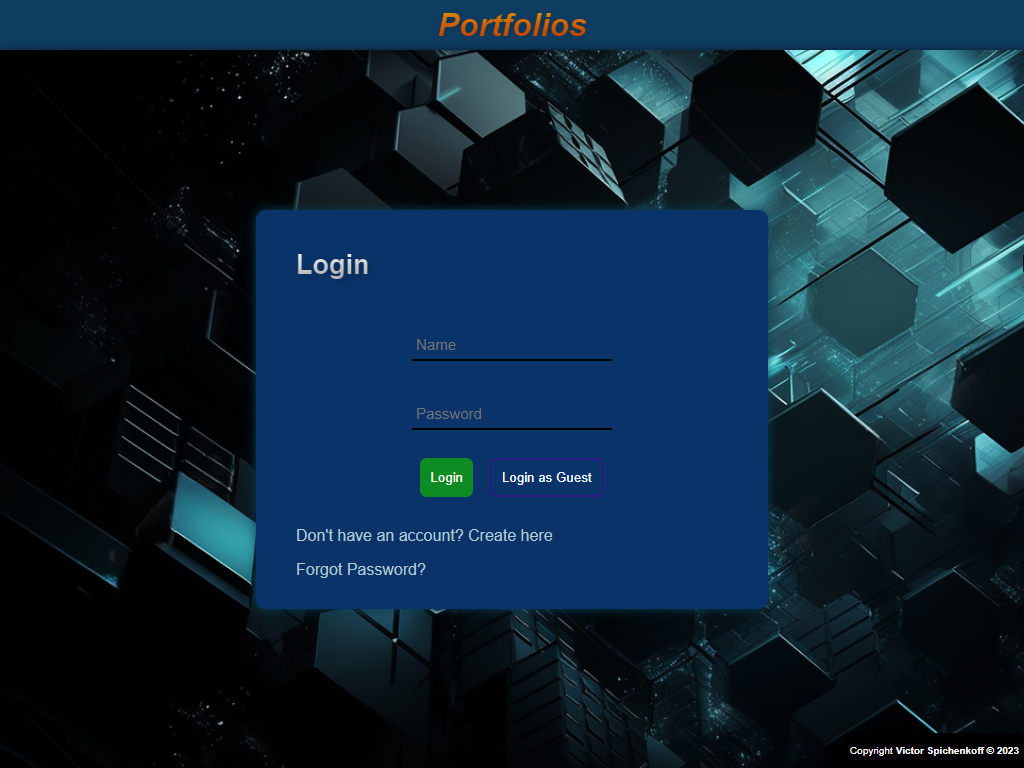 Portfolios
Login
Name
Password
Login
Login as Guest
Don't have an account? Create here
Forgot Password?
Copyright Victor Spichenkoff © 2023